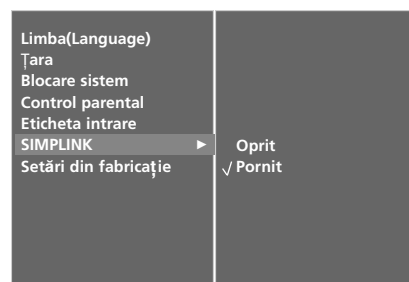 Limba(Language)
Țara
Blocare sistem
Control parental
Eticheta intrare
SIMPLINK ►
Setări din fabricație
Oprit
√ Pornit